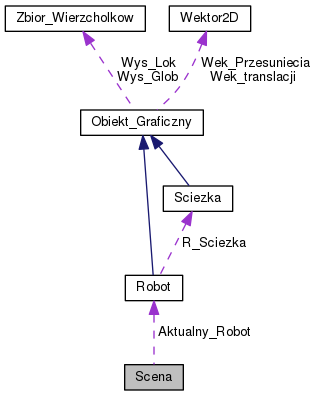 Zbior_Wierzcholkow
Wektor2D
Wys_Lok
Wys_Glob
Wek_Przesuniecia
Wek_translacji
Obiekt_Graficzny
Sciezka
R_Sciezka
Robot
Aktualny_Robot
Scena